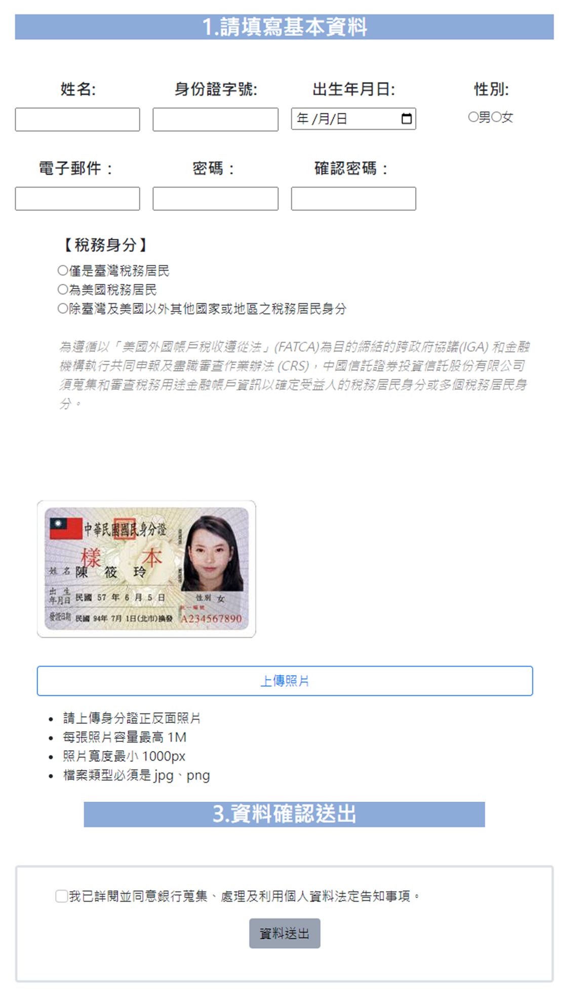 1.請填寫基本資料
姓名: 身份證字號: 出生年月日: 性別:
年 /月/日 男 女
電子郵件： 密碼： 確認密碼：
【稅務身分】
僅是臺灣稅務居民
為美國稅務居民
除臺灣及美國以外其他國家或地區之稅務居民身分
為遵循以「美國外國帳戶稅收遵從法」(FATCA)為目的締結的跨政府協議(IGA) 和金融
機構執行共同申報及盡職審查作業辦法 (CRS)，中國信託證券投資信託股份有限公司
須蒐集和審查稅務用途金融帳戶資訊以確定受益人的稅務居民身分或多個稅務居民身
分。
中華民國國民身分證
樣本
姓名 陳筱玲
出生年月日 民國 57 年 6 月 5 日
性別 女
統一編號
發證日期 民國 94年 7月 1日(北市)換發
A234567890
上傳照片
請上傳身分證正反面照片
每張照片容量最高 1M
照片寬度最小 1000px
檔案類型必須是 jpg、png
3.資料確認送出
我已詳閱並同意銀行蒐集、處理及利用個人資料法定告知事項。
資料送出